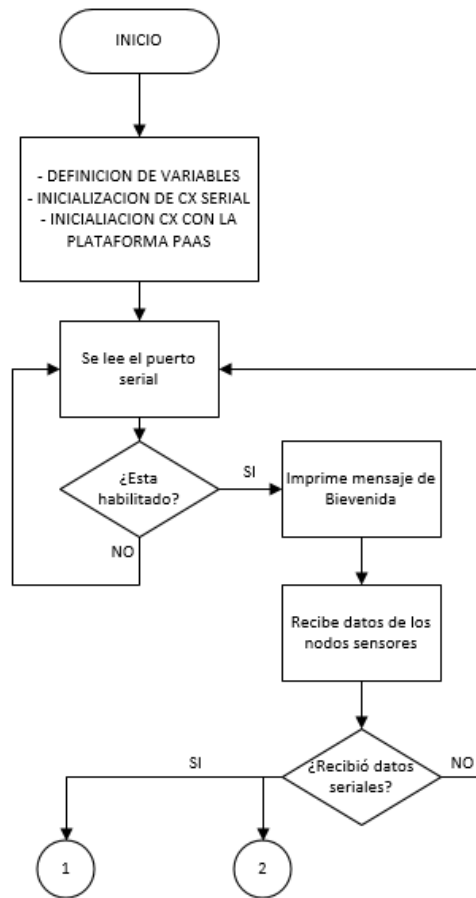 INICIO
- DEFINICION DE VARIABLES
- INICIALIZACION DE CX SERIAL
- INICIALIACION CX CON LA
PLATAFORMA PAAS
Se lee el puerto
serial
¿Esta
habilitado?
SI
NO
Imprime mensaje de
Bievenida
Recibe datos de los
nodos sensores
¿Recibió datos
seriales?
SI
NO
1
2